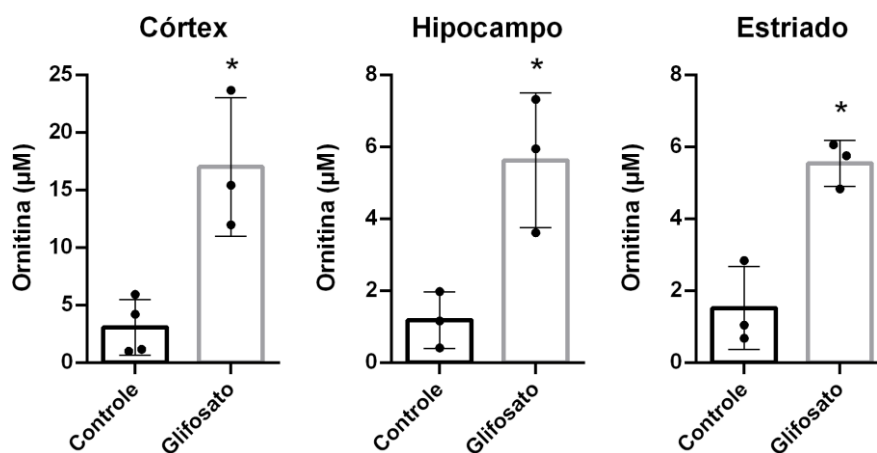 Córtex
*
Ornitina (µM)
25
20
15
10
5
0
Controle
Glifosato
Hipocampo
*
Ornitina (µM)
8
6
4
2
0
Controle
Glifosato
Estriado
*
Ornitina (µM)
8
6
4
2
0
Controle
Glifosato